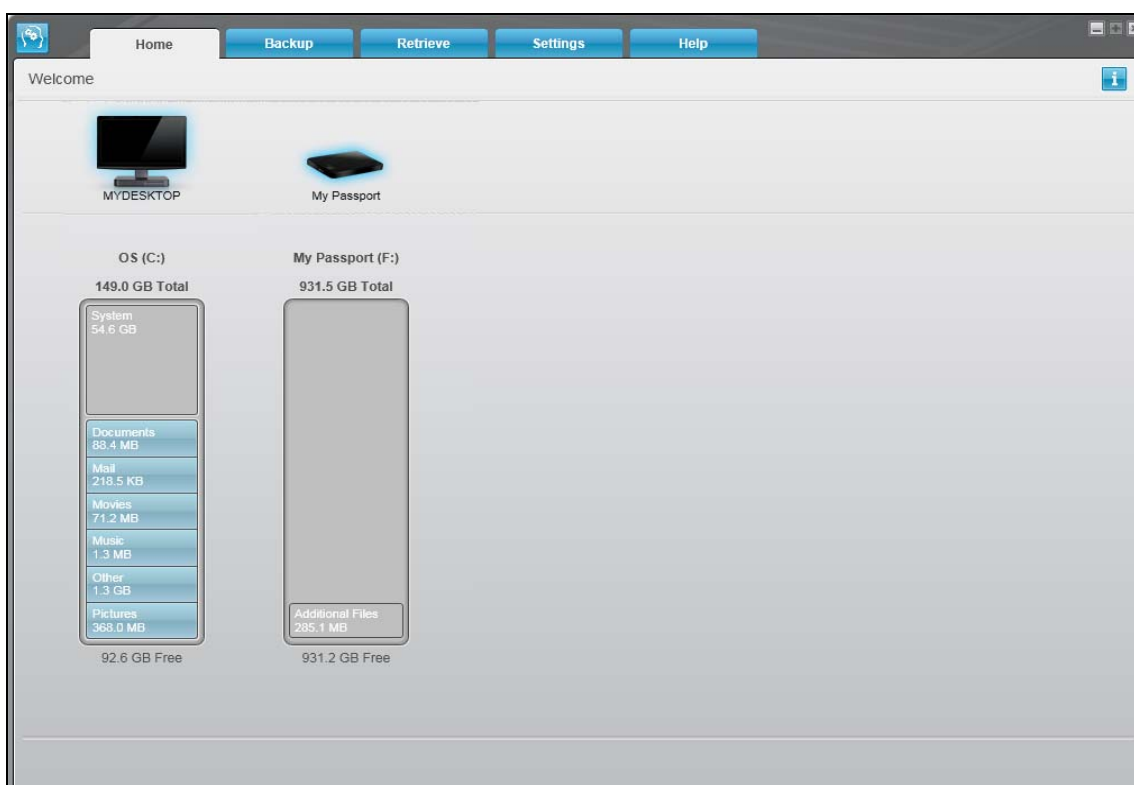 Home
Backup
Retrieve
Settings
Help
Welcome
i
MYDESKTOP
My Passport
OS (C:)
149.0 GB Total
System
54.6 GB
Documents
88.4 MB
Mail
218.5 KB
Movies
71.2 MB
Music
1.3 MB
Other
1.3 GB
Pictures
368.0 MB
92.6 GB Free
My Passport (F:)
931.5 GB Total
Additional Files
285.1 MB
931.2 GB Free